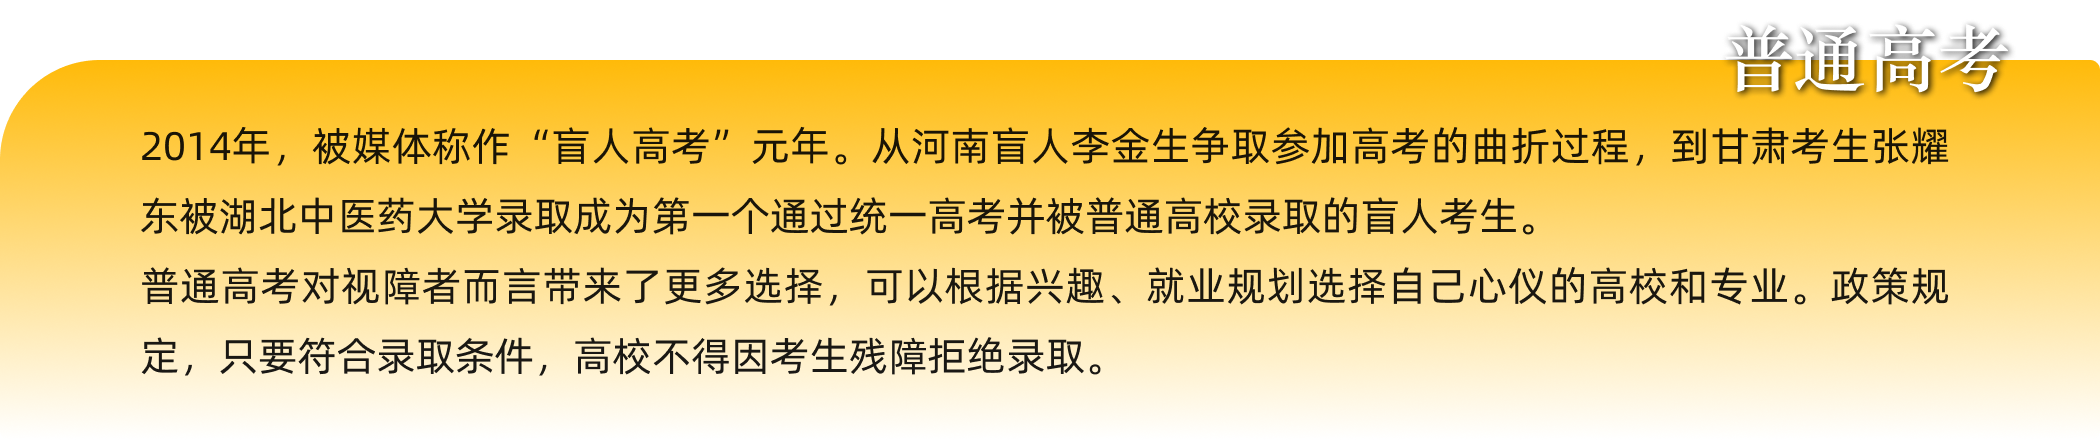 普通高考
2014年，被媒体称作“盲人高考”元年。从河南盲人李金生争取参加高考的曲折过程，到甘肃考生张耀
东被湖北中医药大学录取成为第一个通过统一高考并被普通高校录取的盲人考生。
普通高考对视障者而言带来了更多选择，可以根据兴趣、就业规划选择自己心仪的高校和专业。政策规
定，只要符合录取条件，高校不得因考生残障拒绝录取。